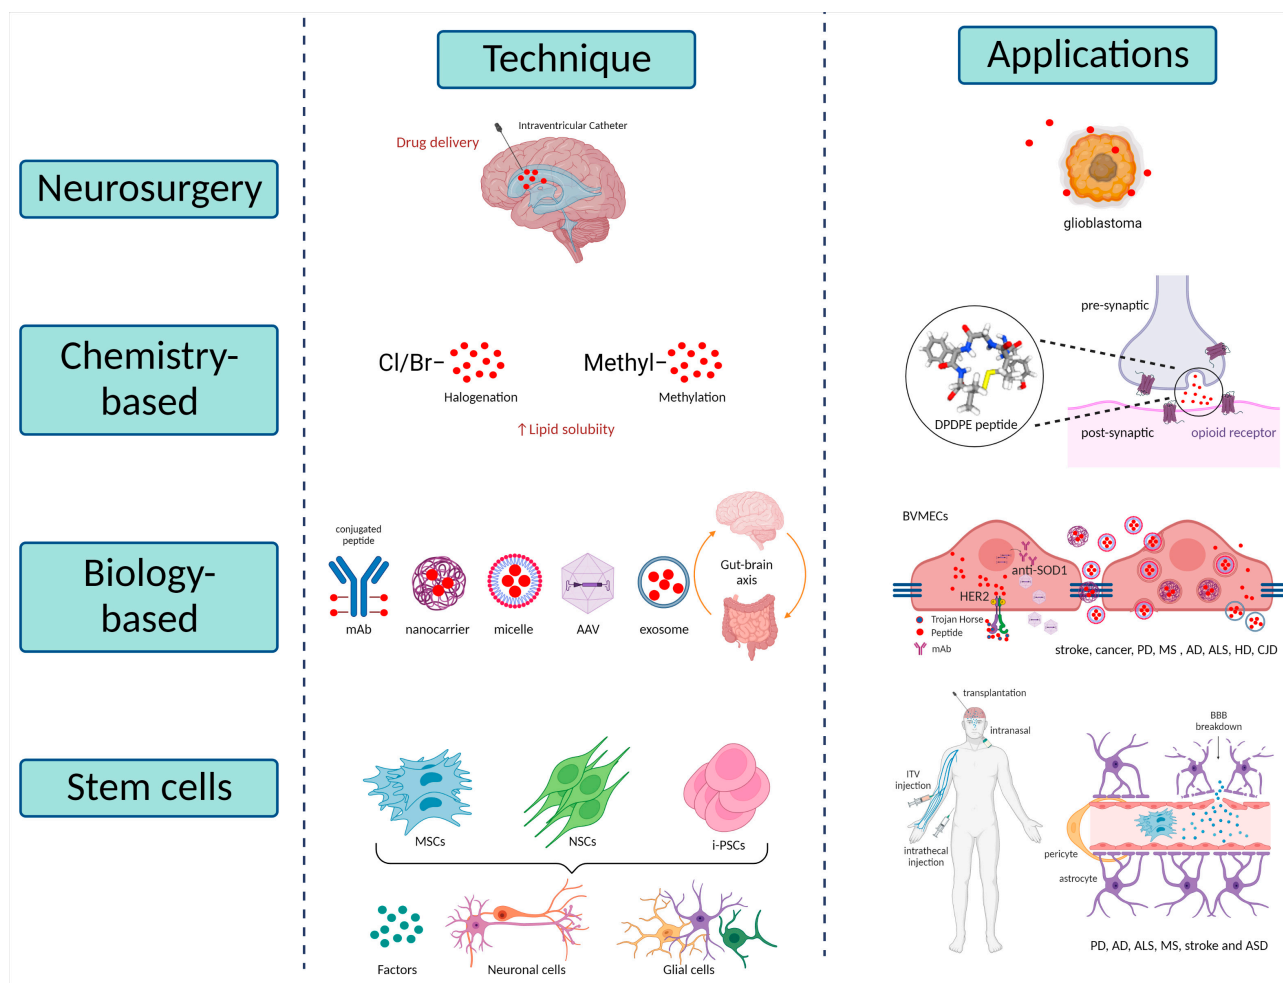 Technique
Applications
Neurosurgery
Drug delivery
Intraventricular Catheter
glioblastoma
Chemistry-
based
Cl/Br-
Halogenation
Methyl-
Methylation
↑Lipid solubiity
pre-synaptic
DPDPE peptide
post-synaptic
opioid receptor
Biology-
based
conjugated
peptide
mAb
nanocarrier
micelle
AAV
exosome
Gut-brain
axis
BVMECs
anti-SOD1
HER2
Trojan Horse
Peptide
mAb
stroke, cancer, PD, MS , AD, ALS, HD, CJD
Stem cells
MSCs
NSCs
i-PSCs
Factors
Neuronal cells
Glial cells
transplantation
intranasal
ITV
injection
intrathecal
injection
BBB
breakdown
pericyte
astrocyte
PD, AD, ALS, MS, stroke and ASD